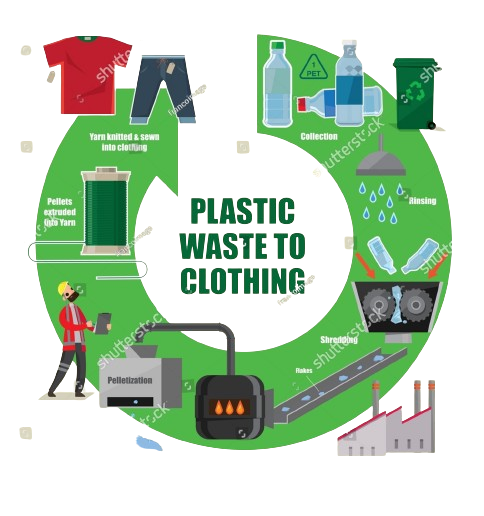 1
PET
Collection
Rinsing
Shredding
flakes
Pelletization
Pellets
extruded
into Yarn
Yarn knitted & sewn
into clothing
PLASTIC
WASTE TO
CLOTHING
shutterstock
shutterstock
shutterstock
shutterstock